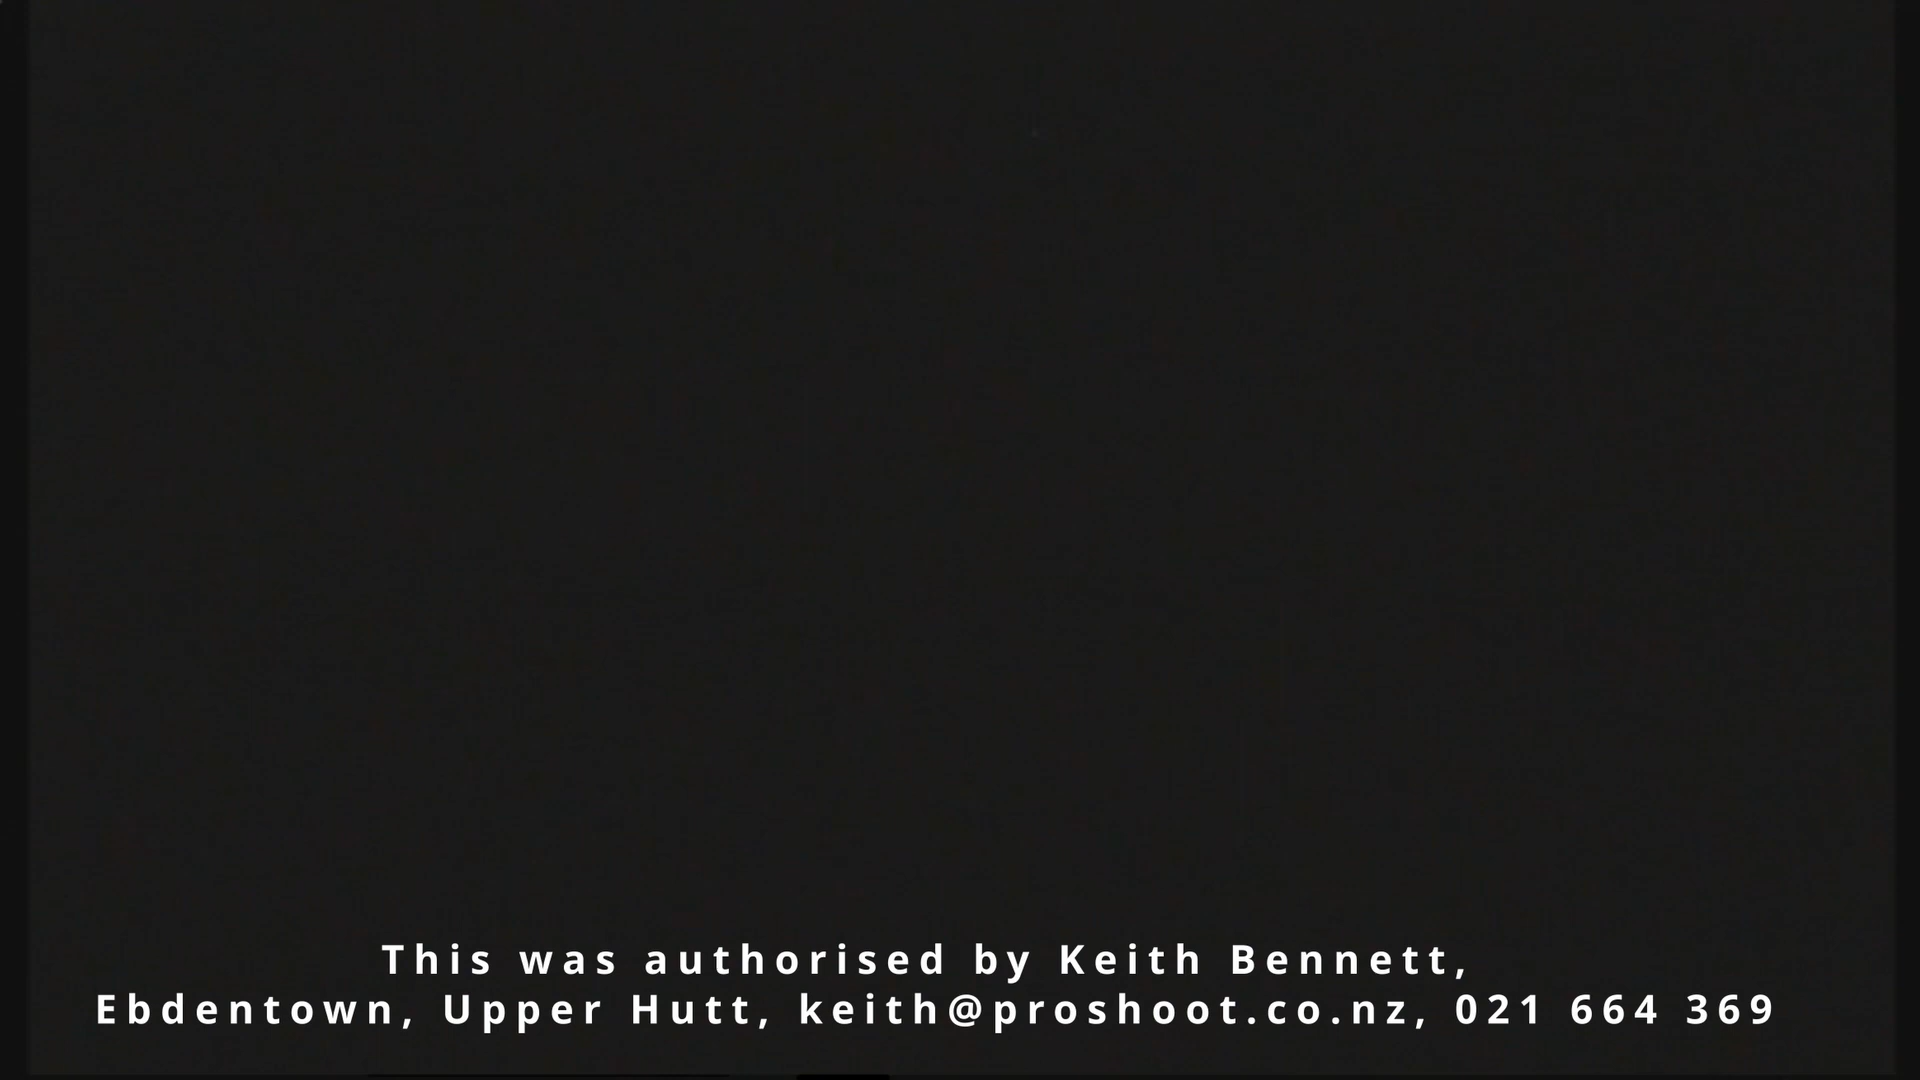 This was authorised by Keith Bennett,
Ebdentown, Upper Hutt, keith@proshoot.co.nz, 021 664 369